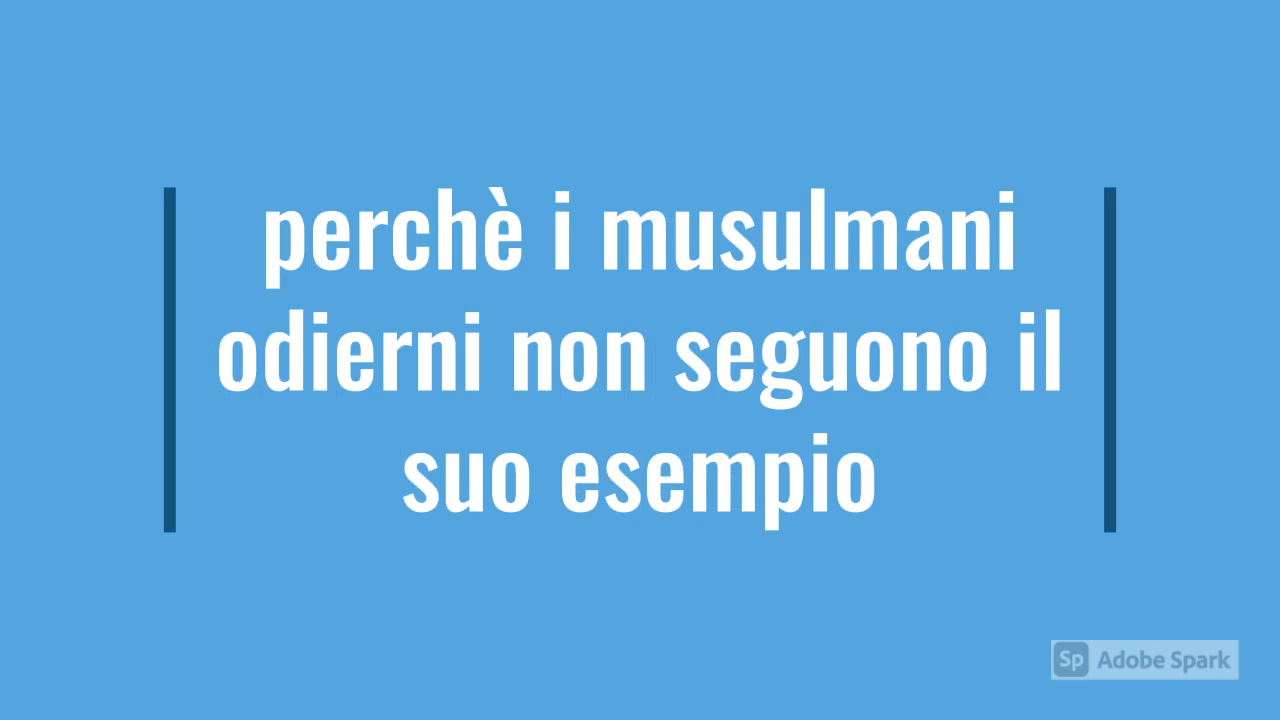 perchè i musulmani
odierni non seguono il
suo esempio
Sp Adobe Spark